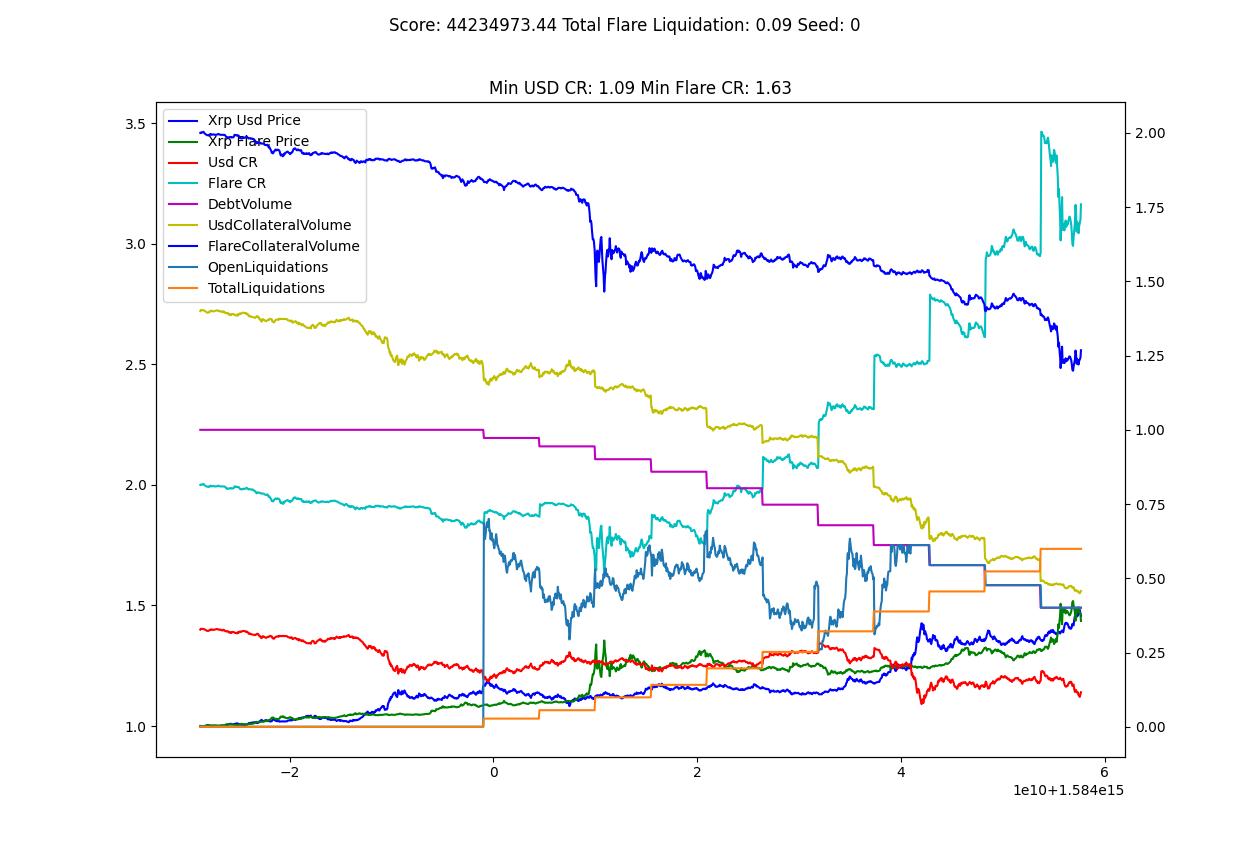 Score: 44234973.44 Total Flare Liquidation: 0.09 Seed: 0
Min USD CR: 1.09 Min Flare CR: 1.63
Xrp Usd Price
Xrp Flare Price
Usd CR
Flare CR
DebtVolume
UsdCollateralVolume
FlareCollateralVolume
OpenLiquidations
TotalLiquidations
3.5
3.0
2.5
2.0
1.5
1.0
2.00
1.75
1.50
1.25
1.00
0.75
0.50
0.25
0.00
−2
0
2
4
6
1e10+1.584e15